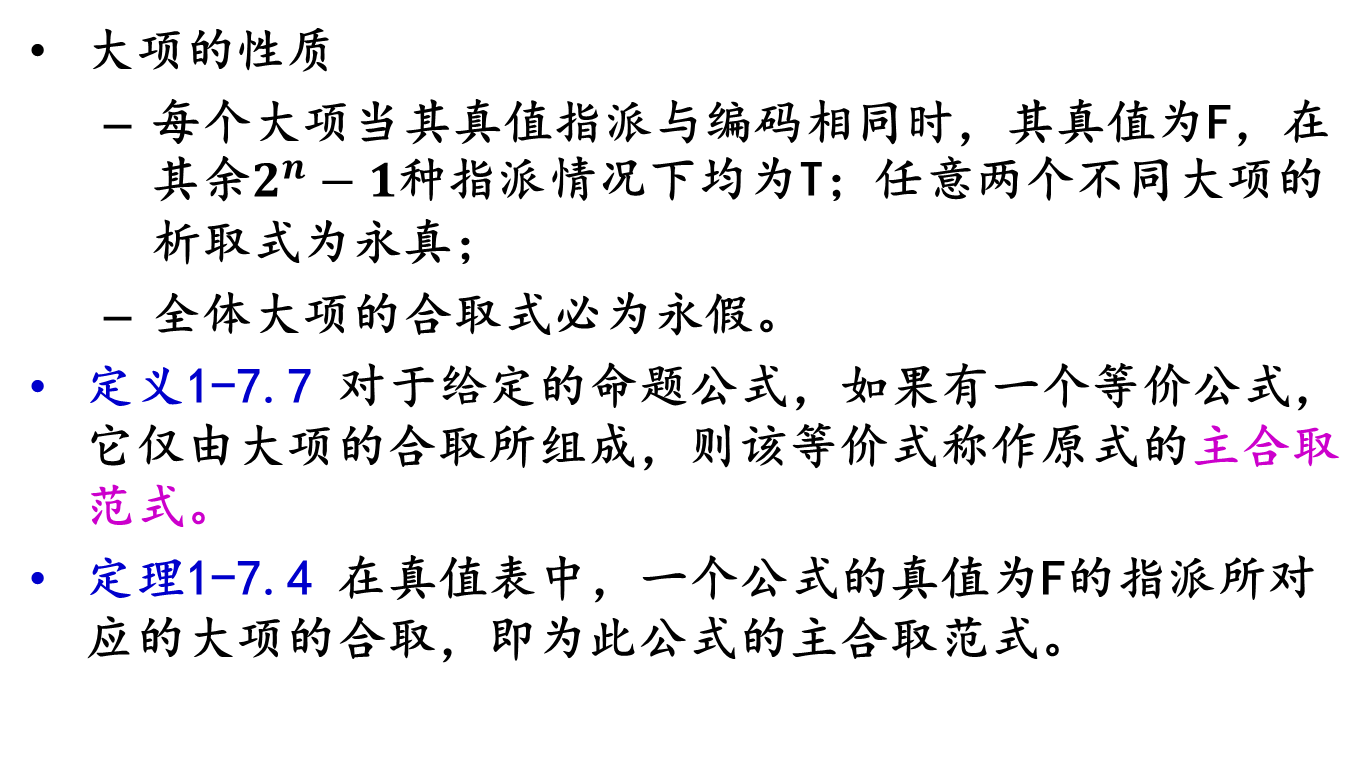 • 大项的性质
– 每个大项当其真值指派与编码相同时，其真值为F，在
其余2ⁿ − 1种指派情况下均为T；任意两个不同大项的
析取式为永真；
– 全体大项的合取式必为永假。
• 定义1-7.7 对于给定的命题公式，如果有一个等价公式，
它仅由大项的合取所组成，则该等价式称作原式的主合取
范式。
• 定理1-7.4 在真值表中，一个公式的真值为F的指派所对
应的大项的合取，即为此公式的主合取范式。